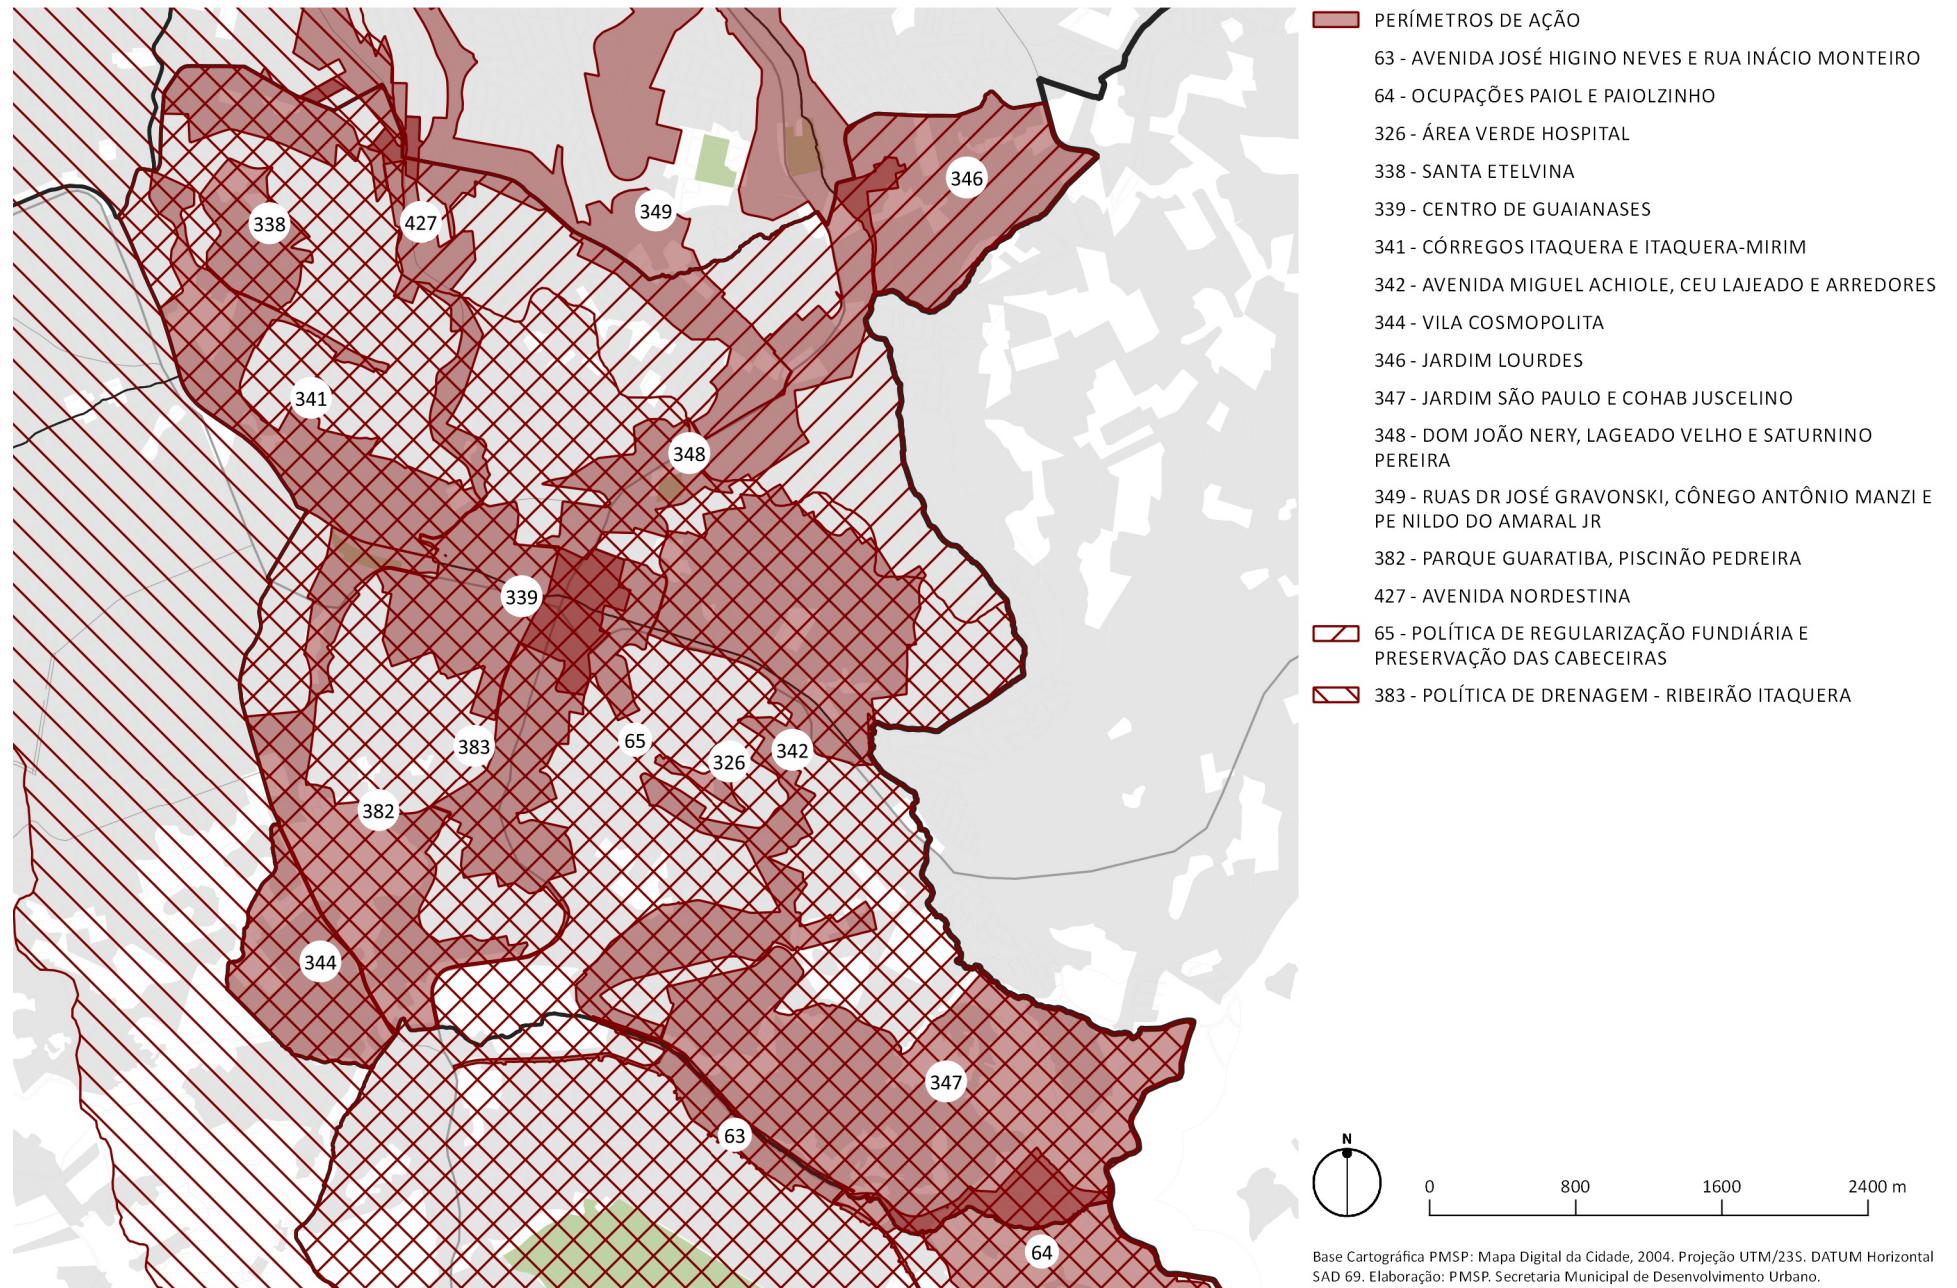 PERÍMETROS DE AÇÃO
63 - AVENIDA JOSÉ HIGINO NEVES E RUA INÁCIO MONTEIRO
64 - OCUPAÇÕES PAIOL E PAIOLZINHO
326 - ÁREA VERDE HOSPITAL
338 - SANTA ETELVINA
339 - CENTRO DE GUAIANASES
341 - CÓRREGOS ITAQUERA E ITAQUERA-MIRIM
342 - AVENIDA MIGUEL ACHIOLE, CEU LAJEADO E ARREDORES
344 - VILA COSMOPOLITA
346 - JARDIM LOURDES
347 - JARDIM SÃO PAULO E COHAB JUSCELINO
348 - DOM JOÃO NERY, LAGEADO VELHO E SATURNINO
PEREIRA
349 - RUAS DR JOSÉ GRAVONSKI, CÔNEGO ANTÔNIO MANZI E
PE NILDO DO AMARAL JR
382 - PARQUE GUARATIBA, PISCINÃO PEDREIRA
427 - AVENIDA NORDESTINA
65 - POLÍTICA DE REGULARIZAÇÃO FUNDIÁRIA E
PRESERVAÇÃO DAS CABECEIRAS
383 - POLÍTICA DE DRENAGEM - RIBEIRÃO ITAQUERA
346
349
338
427
341
348
339
65
383
342
326
382
344
347
63
64
N
0 800 1600 2400 m
Base Cartográfica PMSP: Mapa Digital da Cidade, 2004. Projeção UTM/23S. DATUM Horizontal
SAD 69. Elaboração: PMSP. Secretaria Municipal de Desenvolvimento Urbano.